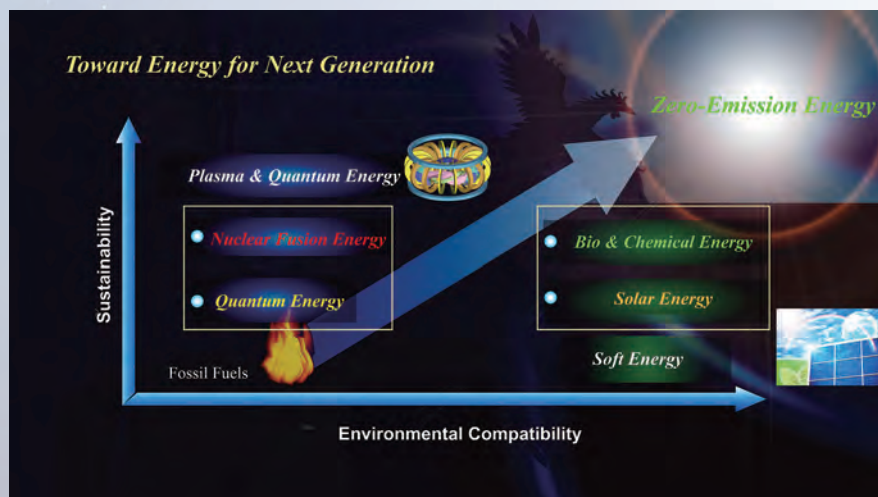 Toward Energy for Next Generation
Zero-Emission Energy
Plasma & Quantum Energy
Nuclear Fusion Energy
Quantum Energy
Bio & Chemical Energy
Solar Energy
Soft Energy
Fossil Fuels
Sustainability
Environmental Compatibility